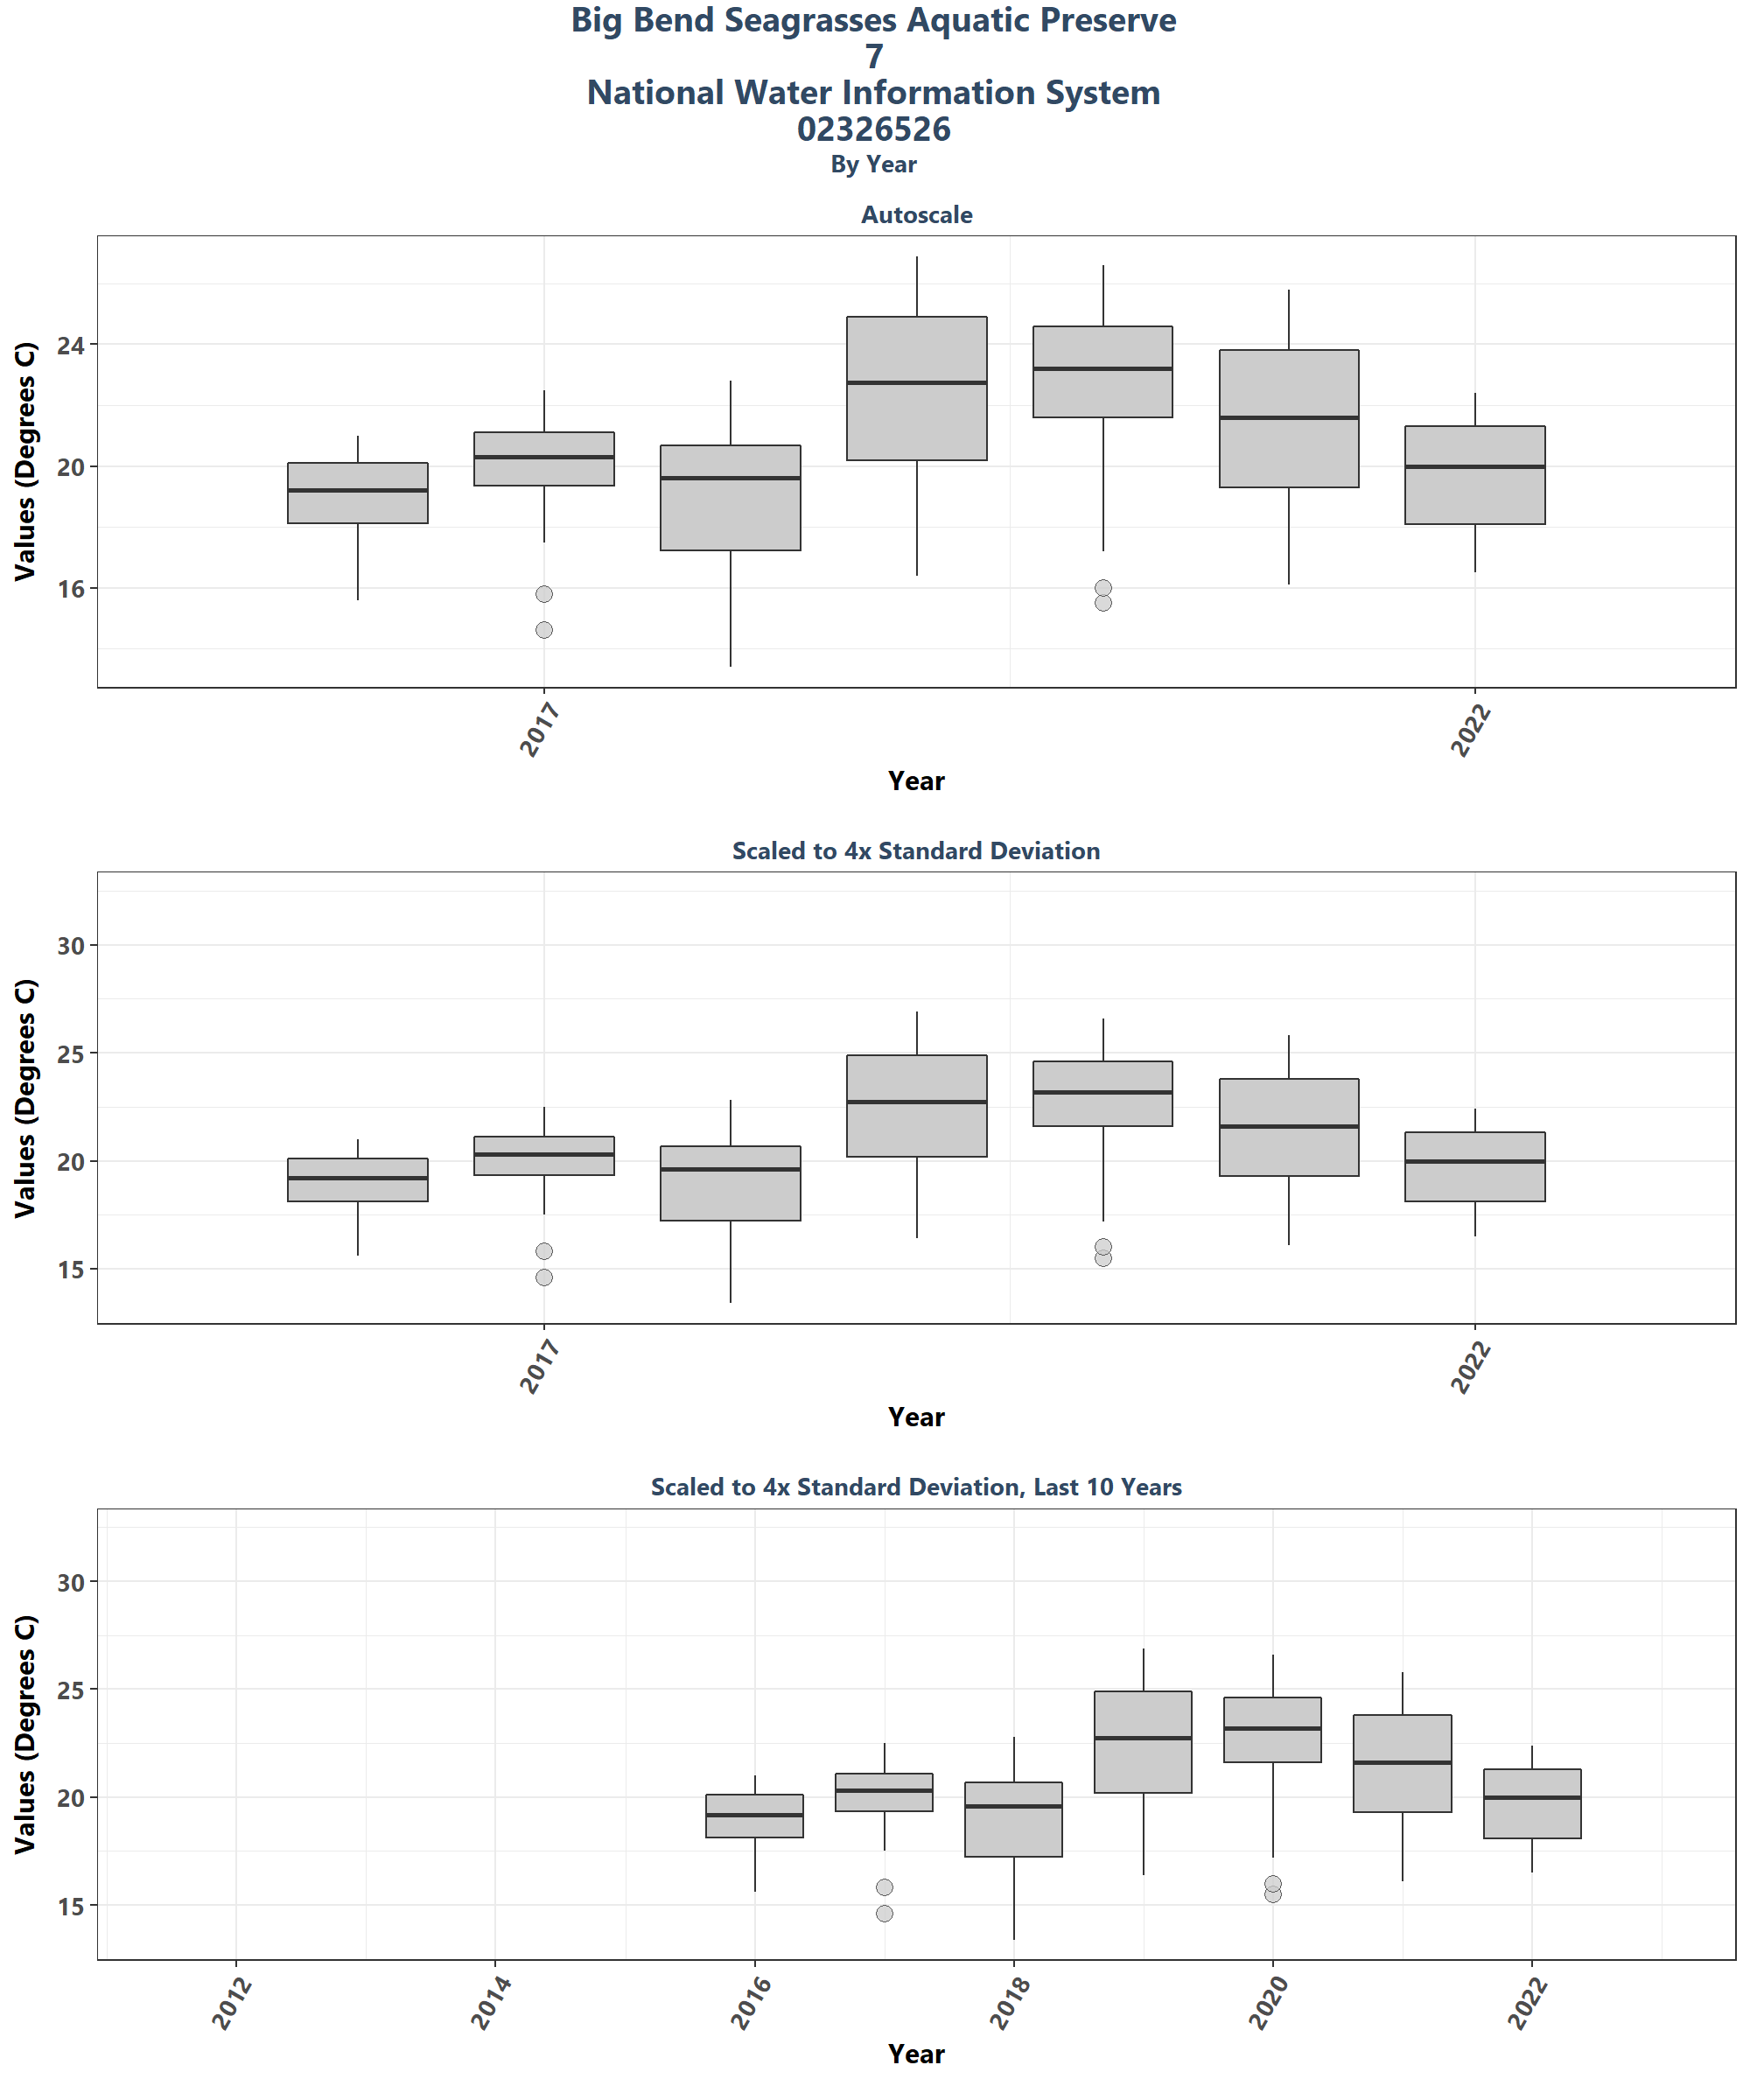 Big Bend Seagrasses Aquatic Preserve
7
National Water Information System
02326526
By Year
Autoscale
Values (Degrees C)
24
20
16
2017
2022
Year
Scaled to 4x Standard Deviation
Values (Degrees C)
30
25
20
15
2017
2022
Year
Scaled to 4x Standard Deviation, Last 10 Years
Values (Degrees C)
30
25
20
15
2012
2014
2016
2018
2020
2022
Year